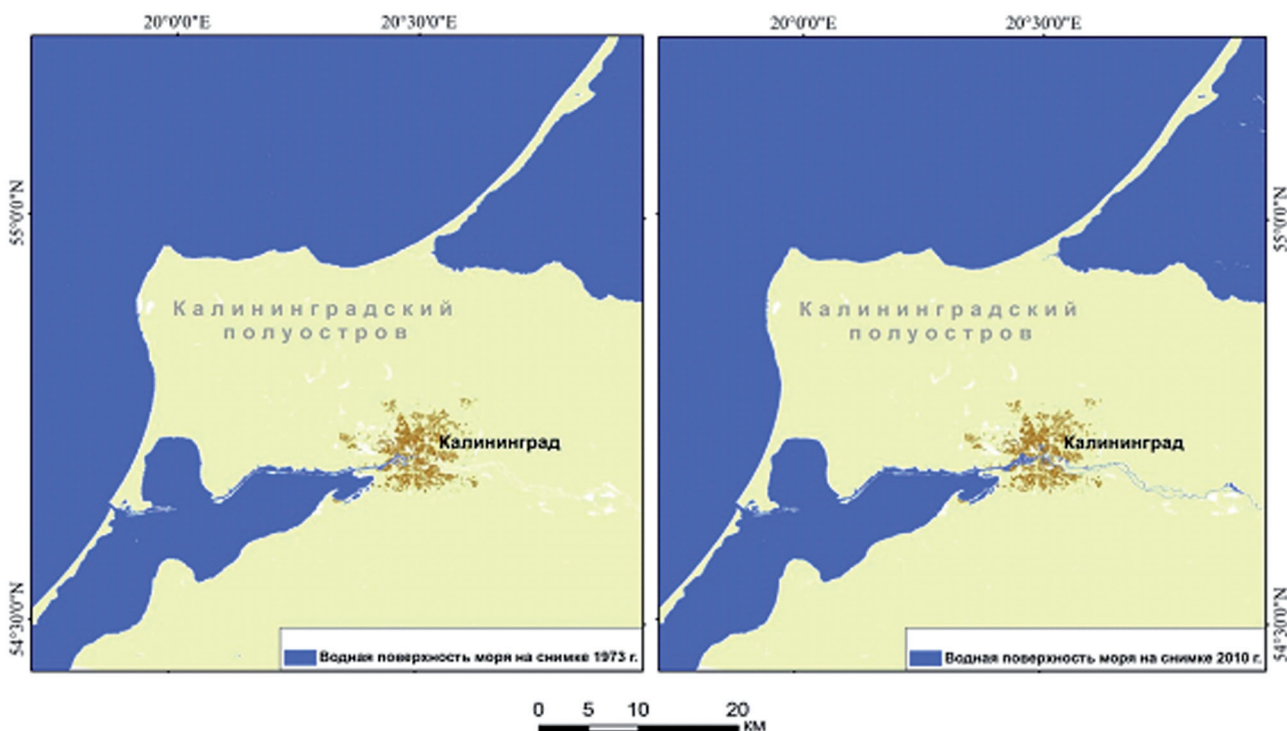 20°0'0"E
20°30'0"E
20°0'0"E
20°30'0"E
55°0'0"N
55°0'0"N
Калининградский
полуостров
Калининградский
полуостров
Калининград
Калининград
54°30'0"N
54°30'0"N
Водная поверхность моря на снимке 1973 г.
Водная поверхность моря на снимке 2010 г.
0 5 10 20
км